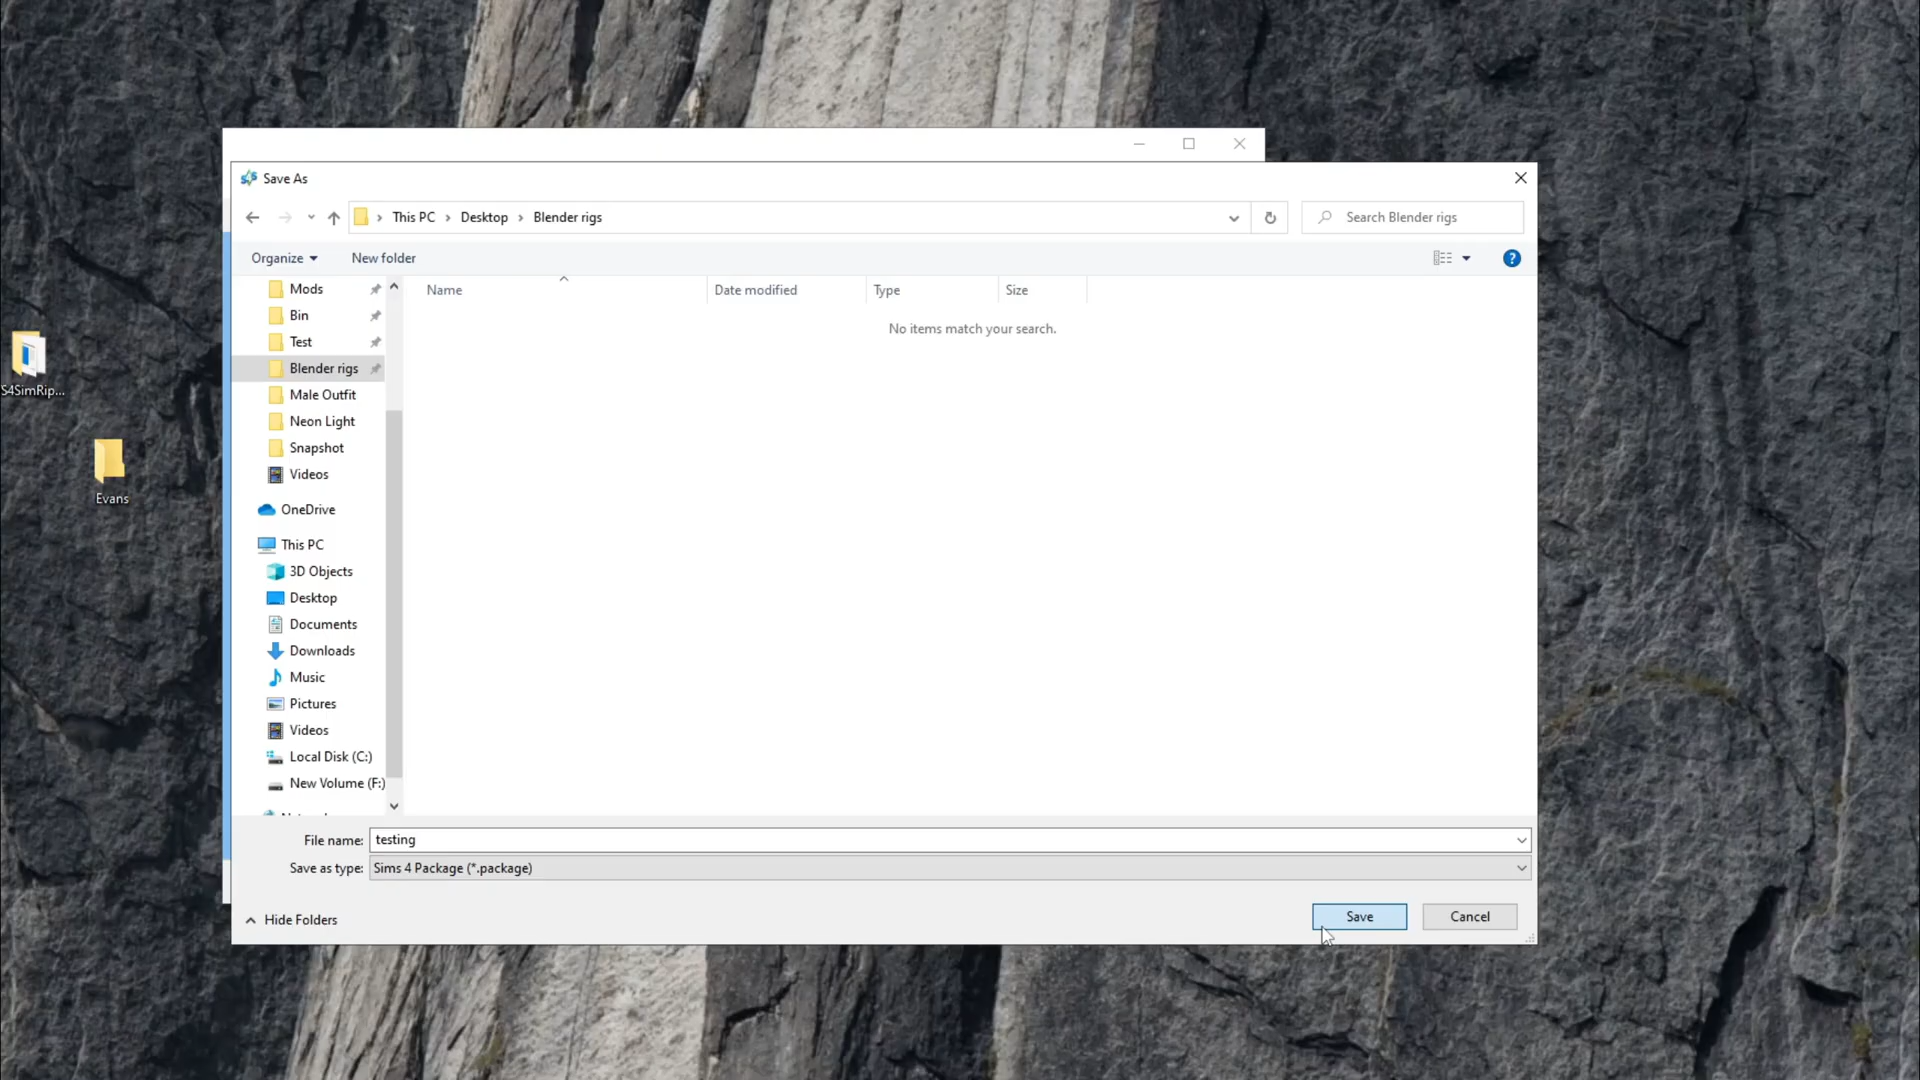 Save As
This PC > Desktop > Blender rigs
Search Blender rigs
Organize
New folder
?
Name
Date modified
Type
Size
No items match your search.
Mods
Bin
Test
Blender rigs
Male Outfit
Neon Light
Snapshot
Videos
OneDrive
This PC
3D Objects
Desktop
Documents
Downloads
Music
Pictures
Videos
Local Disk (C:)
New Volume (F:)
S4SimRip...
Evans
File name: testing
Save as type: Sims 4 Package (*.package)
Hide Folders
Save
Cancel